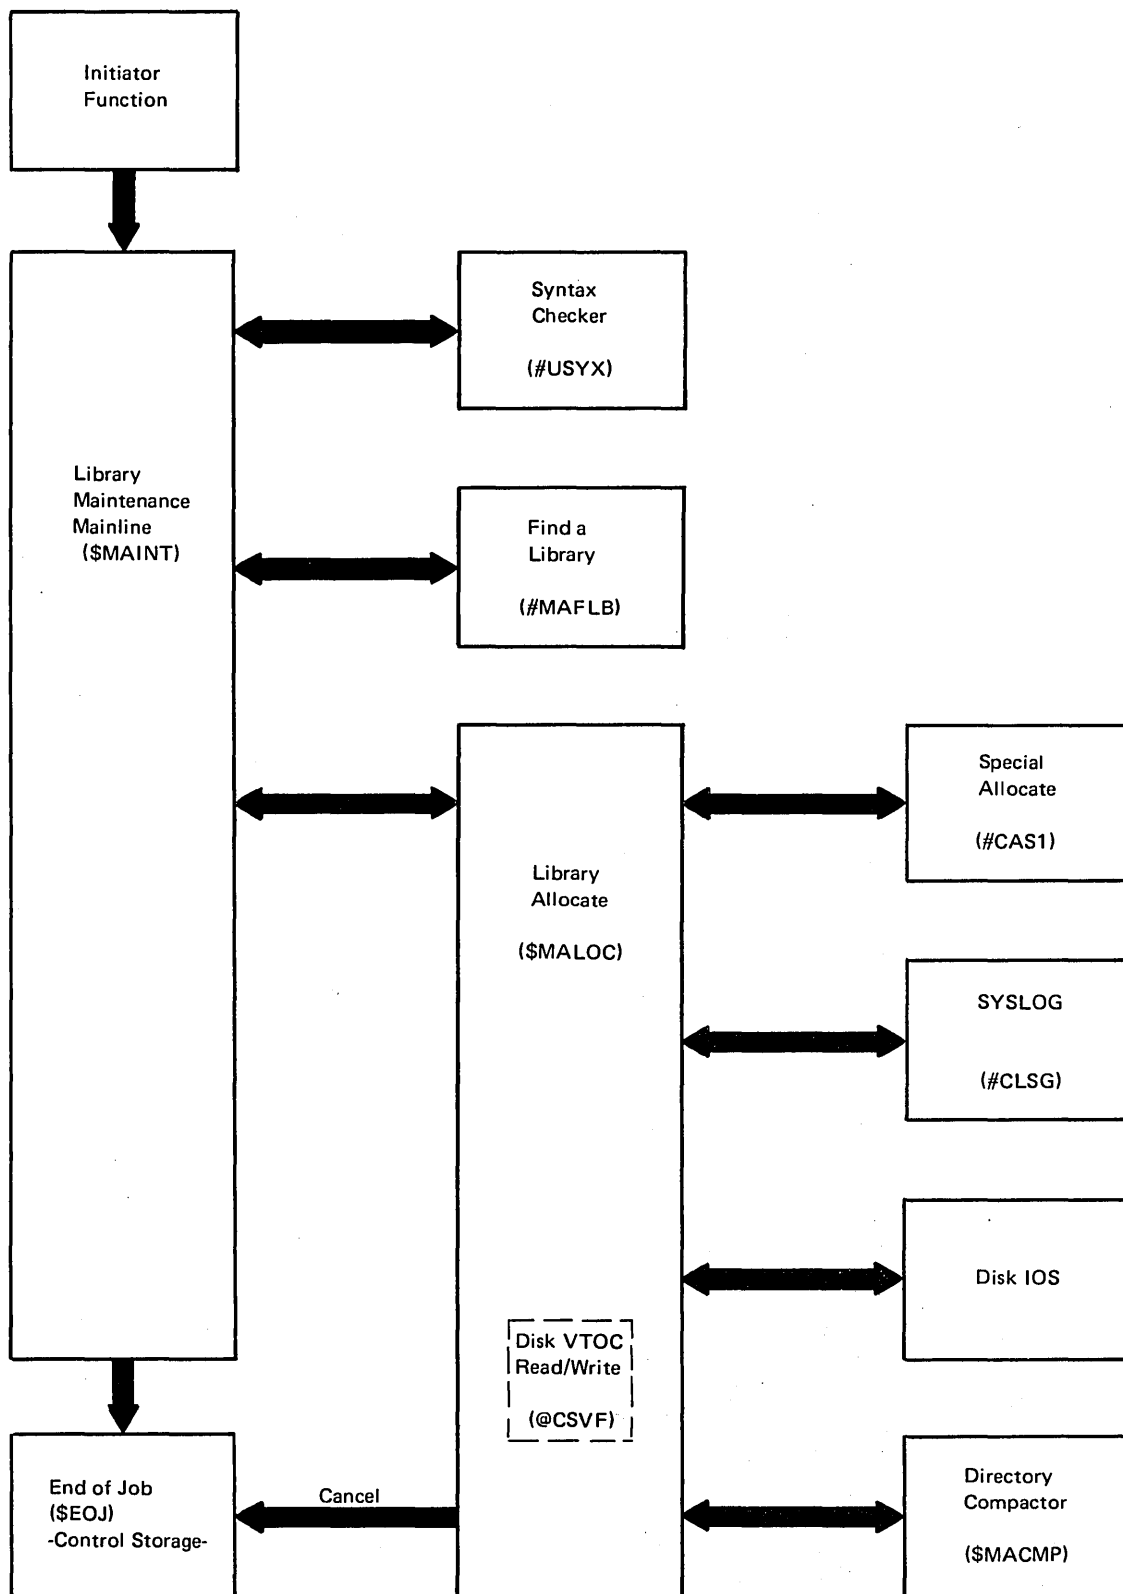 Initiator
Function
Syntax
Checker
(#USYX)
Library
Maintenance
Mainline
($MAINT)
Find a
Library
(#MAFLB)
Special
Allocate
(#CAS1)
Library
Allocate
($MALOC)
SYSLOG
(#CLSG)
Disk IOS
Disk VTOC
Read/Write
(@CSVF)
End of Job
($EOJ)
-Control Storage-
Cancel
Directory
Compactor
($MACMP)